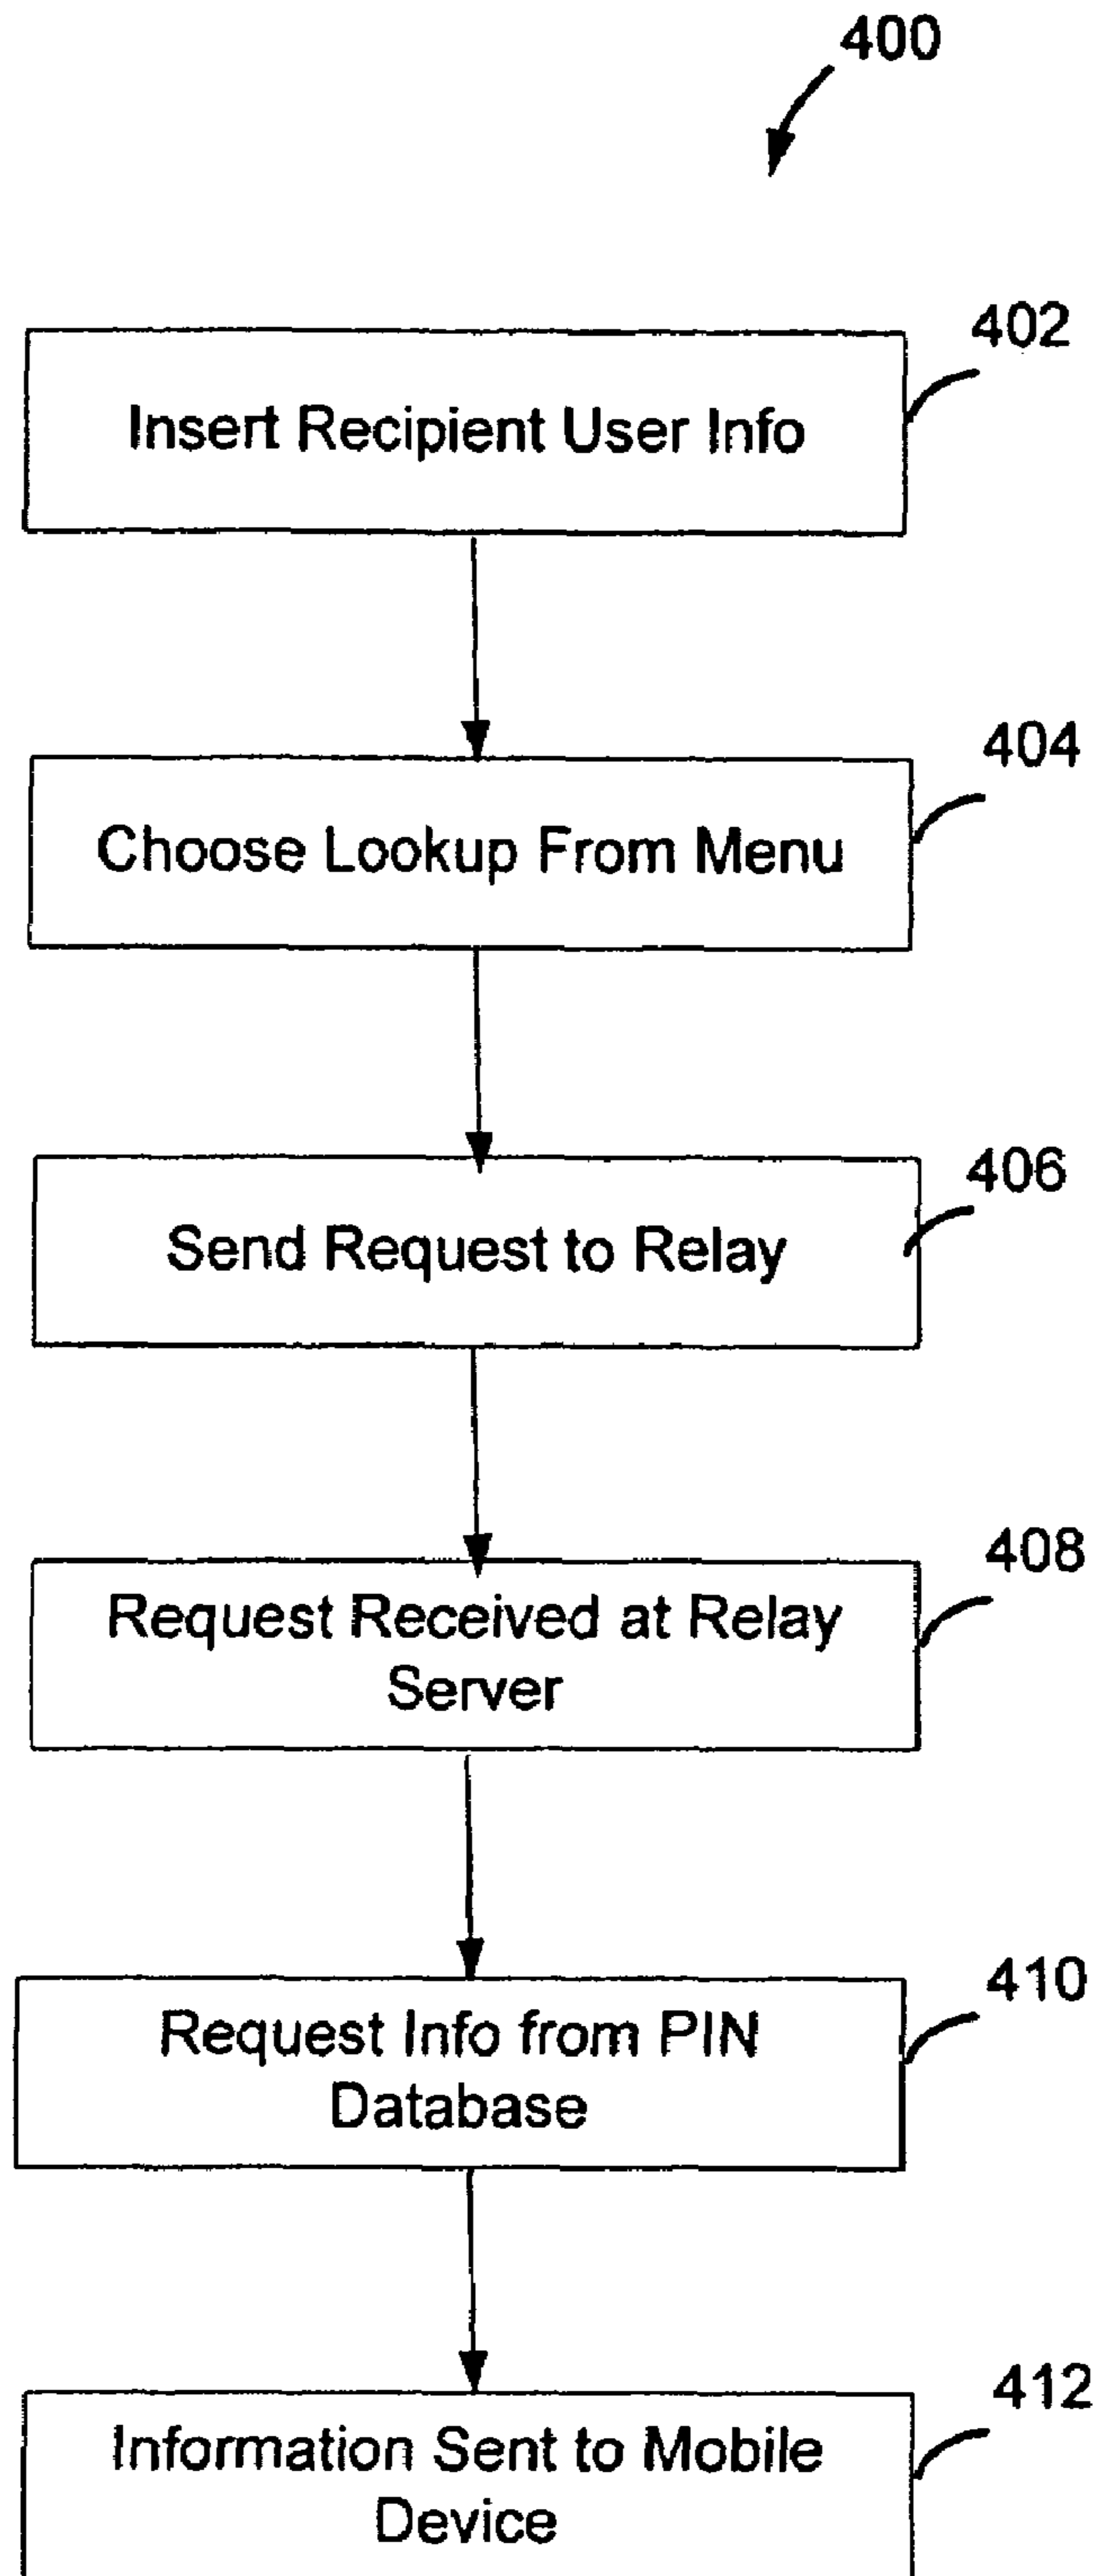 400
402
Insert Recipient User Info
404
Choose Lookup From Menu
406
Send Request to Relay
408
Request Received at Relay
Server
410
Request Info from PIN
Database
412
Information Sent to Mobile
Device